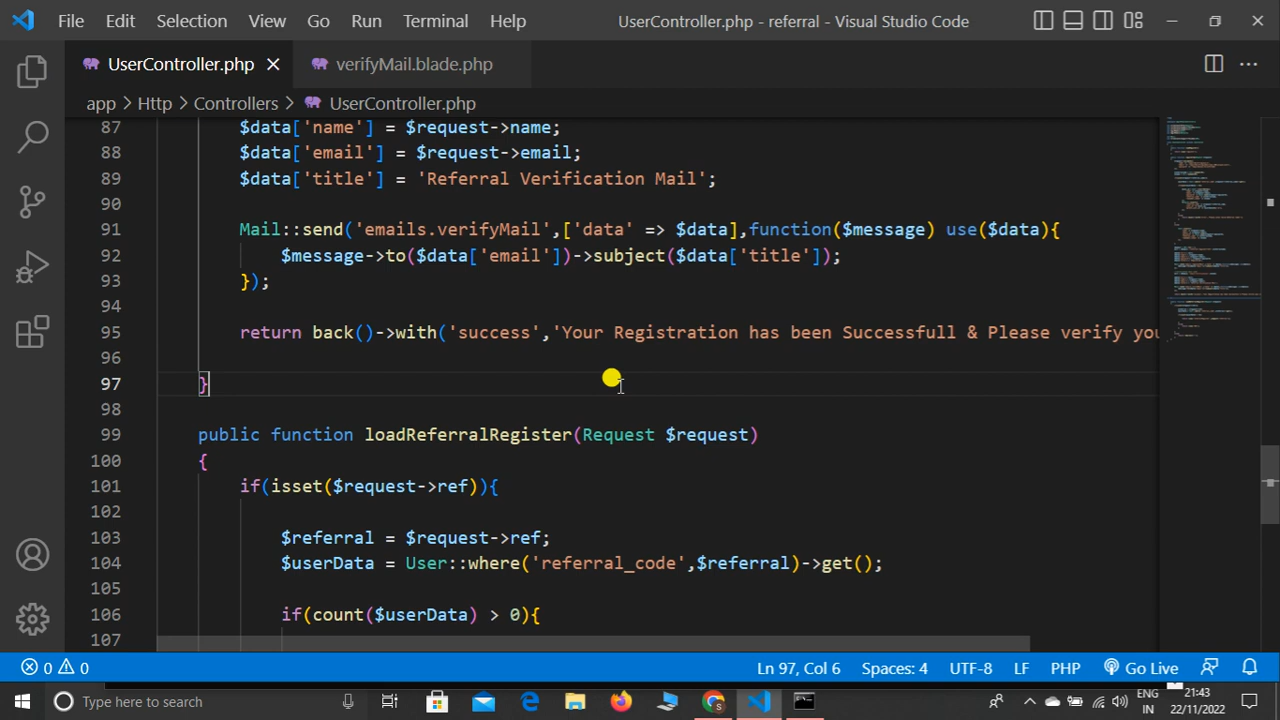 File Edit Selection View Go Run Terminal Help UserController.php - referral - Visual Studio Code
UserController.php verifyMail.blade.php
app > Http > Controllers > UserController.php
87 $data['name'] = $request->name;
88 $data['email'] = $request->email;
89 $data['title'] = 'Referral Verification Mail';
90
91 Mail::send('emails.verifyMail',['data' => $data],function($message) use($data){
92 $message->to($data['email'])->subject($data['title']);
93 });
94
95 return back()->with('success','Your Registration has been Successfull & Please verify you
96
97 }
98
99 public function loadReferralRegister(Request $request)
100 {
101 if(isset($request->ref)){
102
103 $referral = $request->ref;
104 $userData = User::where('referral_code',$referral)->get();
105
106 if(count($userData) > 0){
107
0 0 Ln 97, Col 6 Spaces: 4 UTF-8 LF PHP Go Live
Type here to search ENG IN 21:43 22/11/2022